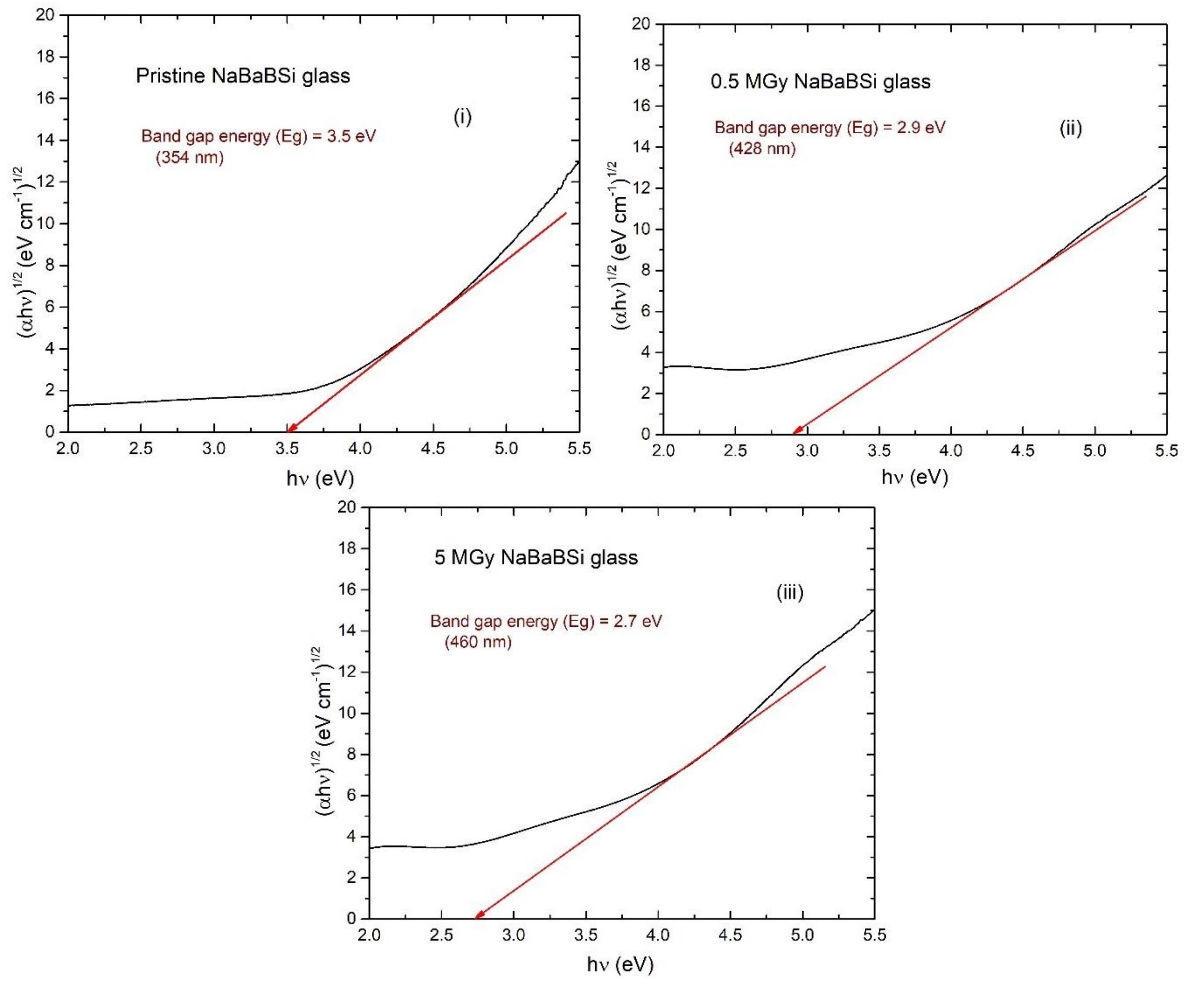 20
18
16
14
12
10
8
6
4
2
0
(αhν)1/2 (eV cm-1)1/2
Pristine NaBaBSi glass
(i)
Band gap energy (Eg) = 3.5 eV
(354 nm)
2.0 2.5 3.0 3.5 4.0 4.5 5.0 5.5
hν (eV)
20
18
16
14
12
10
8
6
4
2
0
(αhν)1/2 (eV cm-1)1/2
0.5 MGy NaBaBSi glass
(ii)
Band gap energy (Eg) = 2.9 eV
(428 nm)
2.0 2.5 3.0 3.5 4.0 4.5 5.0 5.5
hν (eV)
20
18
16
14
12
10
8
6
4
2
0
(αhν)1/2 (eV cm-1)1/2
5 MGy NaBaBSi glass
(iii)
Band gap energy (Eg) = 2.7 eV
(460 nm)
2.0 2.5 3.0 3.5 4.0 4.5 5.0 5.5
hν (eV)